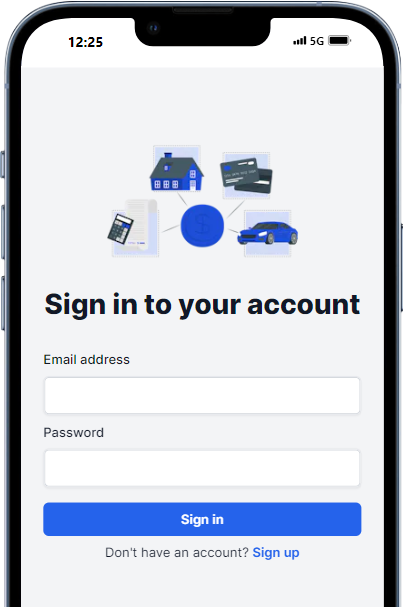 12:25
5G
Sign in to your account
Email address
Password
Sign in
Don't have an account? Sign up